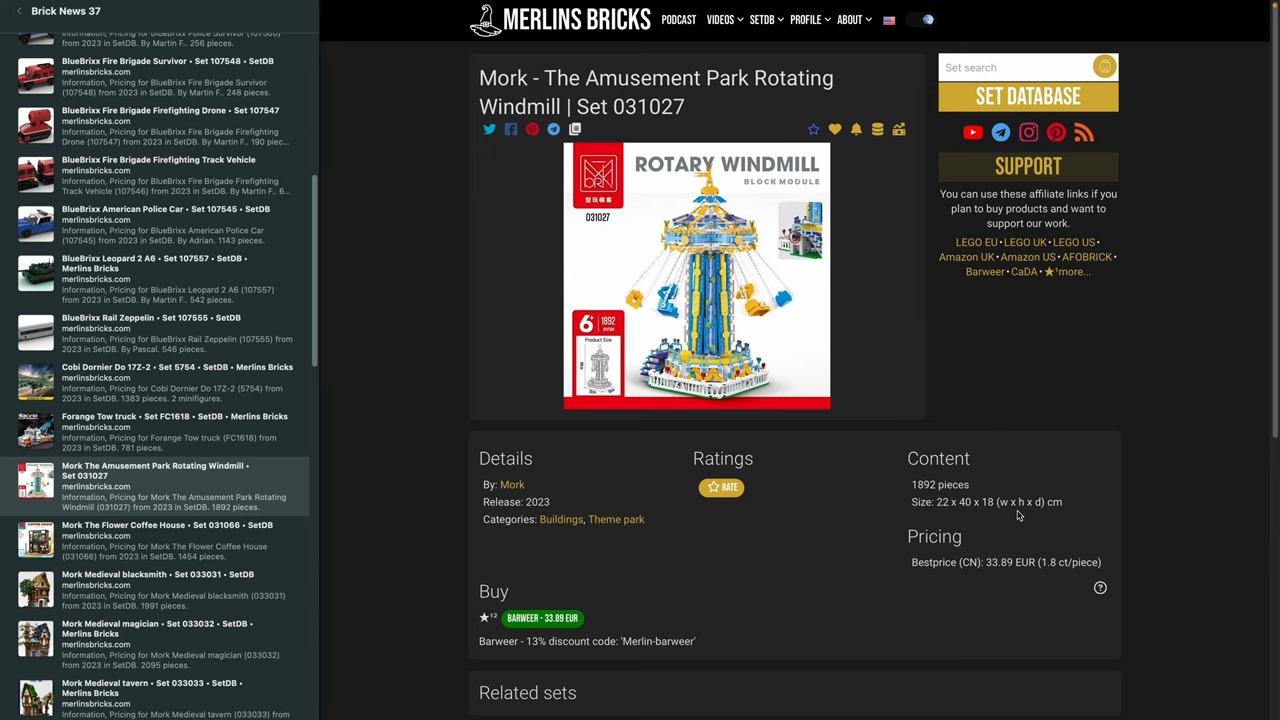 Brick News 37
(107547) from 2023 in SetDB. By Martin F.. 256 pieces.
BlueBrixx Fire Brigade Survivor • Set 107548 • SetDB
merlinsbricks.com
Information, Pricing for BlueBrixx Fire Brigade Survivor
(107548) from 2023 in SetDB. By Martin F.. 248 pieces.
BlueBrixx Fire Brigade Firefighting Drone • Set 107547
merlinsbricks.com
Information, Pricing for BlueBrixx Fire Brigade Firefighting
Drone (107547) from 2023 in SetDB. By Martin F.. 190 piec...
BlueBrixx Fire Brigade Firefighting Track Vehicle
merlinsbricks.com
Information, Pricing for BlueBrixx Fire Brigade Firefighting
Track Vehicle (107546) from 2023 in SetDB. By Martin F.. 6...
BlueBrixx American Police Car • Set 107545 • SetDB
merlinsbricks.com
Information, Pricing for BlueBrixx American Police Car
(107545) from 2023 in SetDB. By Adrian. 1143 pieces.
BlueBrixx Leopard 2 A6 • Set 107557 •
Merlins Bricks
merlinsbricks.com
Information, Pricing for BlueBrixx Leopard 2 A6 (107557)
from 2023 in SetDB. By Martin F.. 542 pieces.
BlueBrixx Rail Zeppelin • Set 107555 • SetDB
merlinsbricks.com
Information, Pricing for BlueBrixx Rail Zeppelin (107555) from
2023 in SetDB. By Pascal. 546 pieces.
Cobi Dornier Do 17Z-2 • Set 5754 • SetDB • Merlins Bricks
merlinsbricks.com
Information, Pricing for Cobi Dornier Do 17Z-2 (5754) from
2023 in SetDB. 1383 pieces. 2 minifigures.
Forange Tow truck • Set FC1618 • SetDB • Merlins Bricks
merlinsbricks.com
Information, Pricing for Forange Tow truck (FC1618) from
2023 in SetDB. 781 pieces.
Mork The Amusement Park Rotating Windmill •
Set 031027
merlinsbricks.com
Information, Pricing for Mork The Amusement Park Rotating
Windmill (031027) from 2023 in SetDB. 1892 pieces.
Mork The Flower Coffee House • Set 031066 • SetDB
merlinsbricks.com
Information, Pricing for Mork The Flower Coffee House
(031066) from 2023 in SetDB. 1454 pieces.
Mork Medieval blacksmith • Set 033031 • SetDB
merlinsbricks.com
Information, Pricing for Mork Medieval blacksmith (033031)
from 2023 in SetDB. 1991 pieces.
Mork Medieval magician • Set 033032 • SetDB •
Merlins Bricks
merlinsbricks.com
Information, Pricing for Mork Medieval magician (033032)
from 2023 in SetDB. 2095 pieces.
Mork Medieval tavern • Set 033033 • SetDB •
Merlins Bricks
merlinsbricks.com
Information, Pricing for Mork Medieval tavern (033033) from
MERLINS BRICKS PODCAST VIDEOS SETDB PROFILE ABOUT
Mork - The Amusement Park Rotating
Windmill | Set 031027
MORK
型玩模客
031027
ROTARY WINDMILL
BLOCK MODULE
6+ 1892
Product Size
Set search
SET DATABASE
SUPPORT
You can use these affiliate links if you
plan to buy products and want to
support our work.
LEGO EU • LEGO UK • LEGO US •
Amazon UK • Amazon US • AFOBRICK •
Barweer • CaDA • ★¹more...
Details
By: Mork
Release: 2023
Categories: Buildings, Theme park
Ratings
RATE
Content
1892 pieces
Size: 22 x 40 x 18 (w x h x d) cm
Pricing
Bestprice (CN): 33.89 EUR (1.8 ct/piece)
Buy
★¹² BARWEER - 33.89 EUR
Barweer - 13% discount code: 'Merlin-barweer'
Related sets